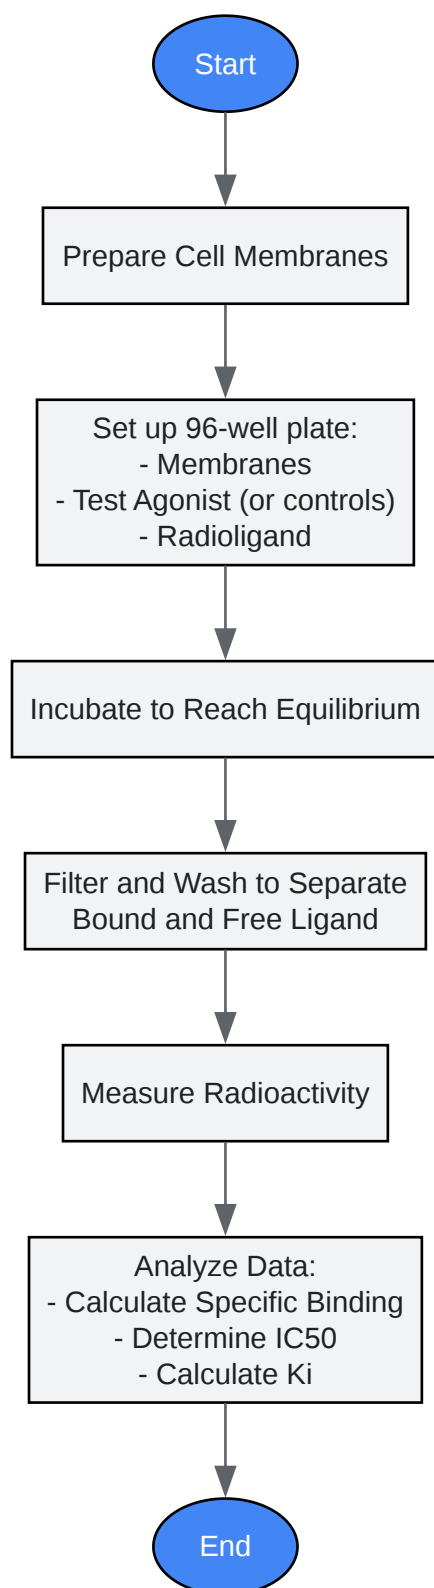 Start
Prepare Cell Membranes
Set up 96-well plate:
- Membranes
- Test Agonist (or controls)
- Radioligand
Incubate to Reach Equilibrium
Filter and Wash to Separate
Bound and Free Ligand
Measure Radioactivity
Analyze Data:
- Calculate Specific Binding
- Determine IC50
- Calculate Ki
End